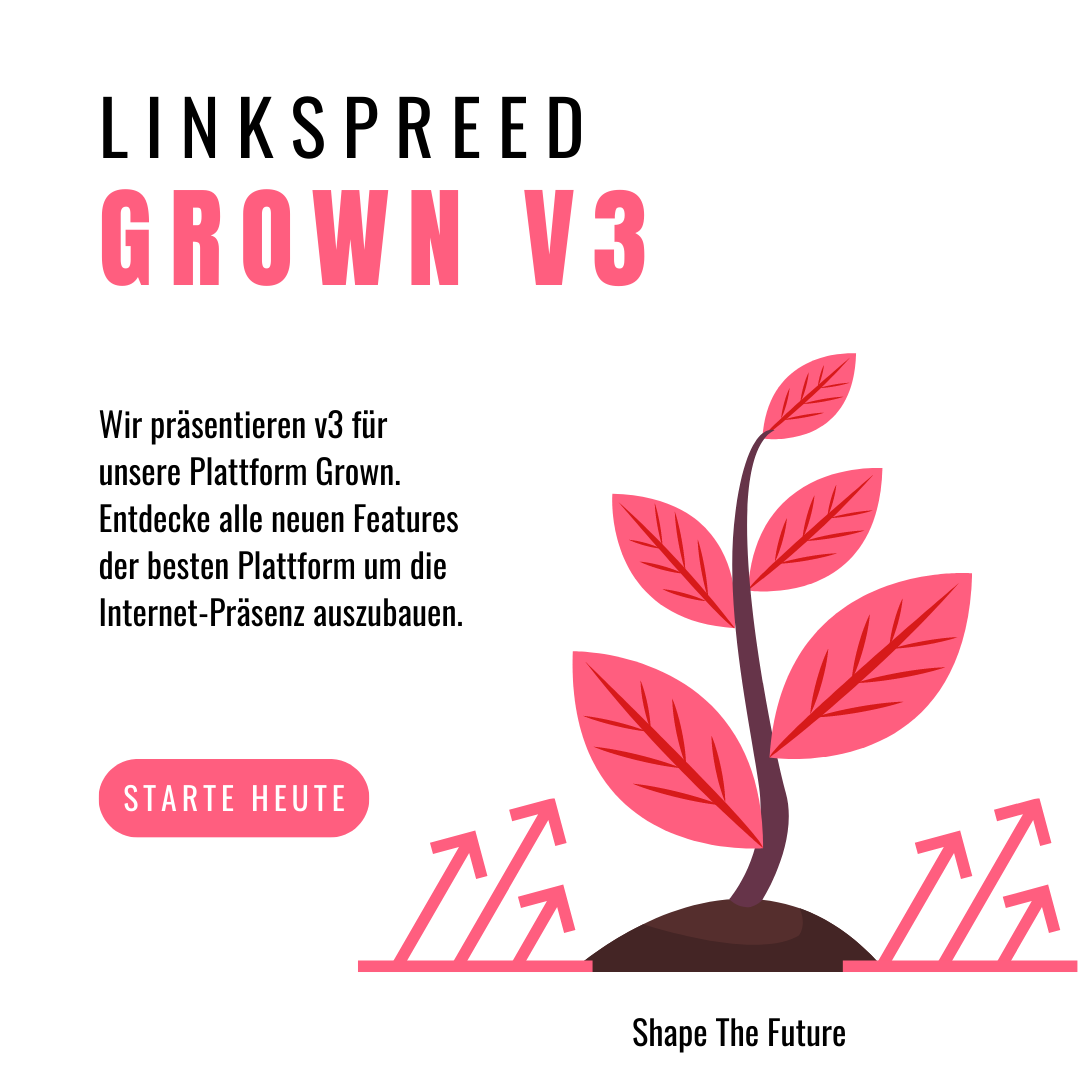 LINKSPREED
GROWN V3
Wir präsentieren v3 für
unsere Plattform Grown.
Entdecke alle neuen Features
der besten Plattform um die
Internet-Präsenz auszubauen.
STARTE HEUTE
Shape The Future